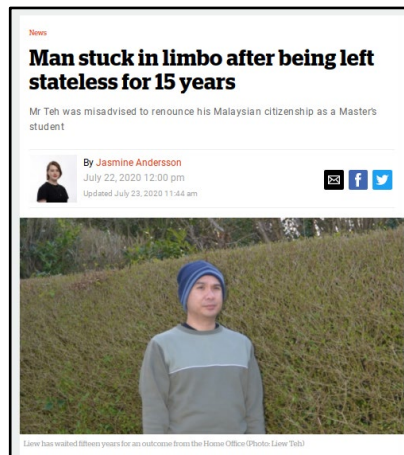 News
Man stuck in limbo after being left
stateless for 15 years
Mr Teh was misadvised to renounce his Malaysian citizenship as a Master's
student
By Jasmine Andersson
July 22, 2020 12:00 pm
Updated July 23, 2020 11:44 am
Liew has waited fifteen years for an outcome from the Home Office (Photo: Liew Teh)